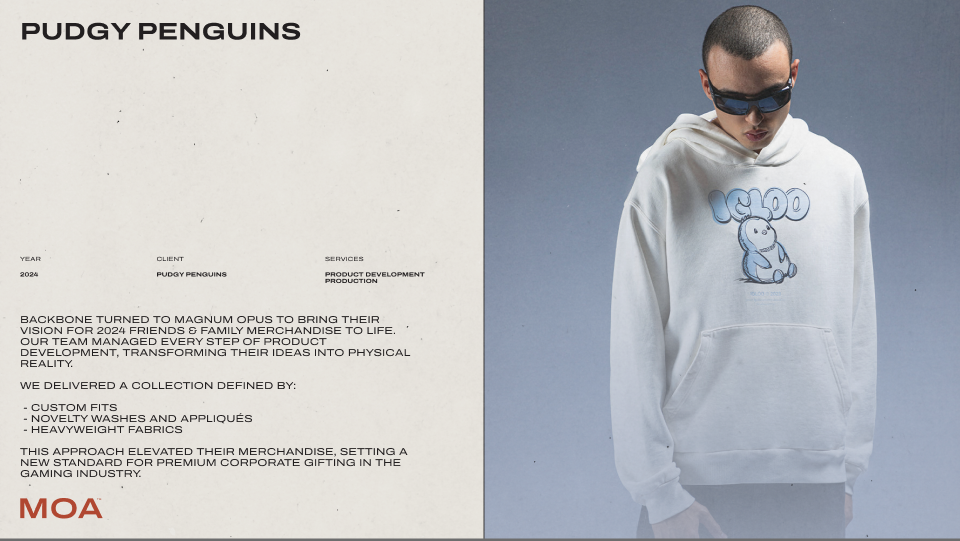 PUDGY PENGUINS
YEAR
CLIENT
SERVICES
2024
PUDGY PENGUINS
PRODUCT DEVELOPMENT
PRODUCTION
BACKBONE TURNED TO MAGNUM OPUS TO BRING THEIR
VISION FOR 2024 FRIENDS & FAMILY MERCHANDISE TO LIFE.
OUR TEAM MANAGED EVERY STEP OF PRODUCT
DEVELOPMENT, TRANSFORMING THEIR IDEAS INTO PHYSICAL
REALITY.
WE DELIVERED A COLLECTION DEFINED BY:
- CUSTOM FITS
- NOVELTY WASHES AND APPLIQUÉS
- HEAVYWEIGHT FABRICS
THIS APPROACH ELEVATED THEIR MERCHANDISE, SETTING A
NEW STANDARD FOR PREMIUM CORPORATE GIFTING IN THE
GAMING INDUSTRY.
MOA
IGLOO